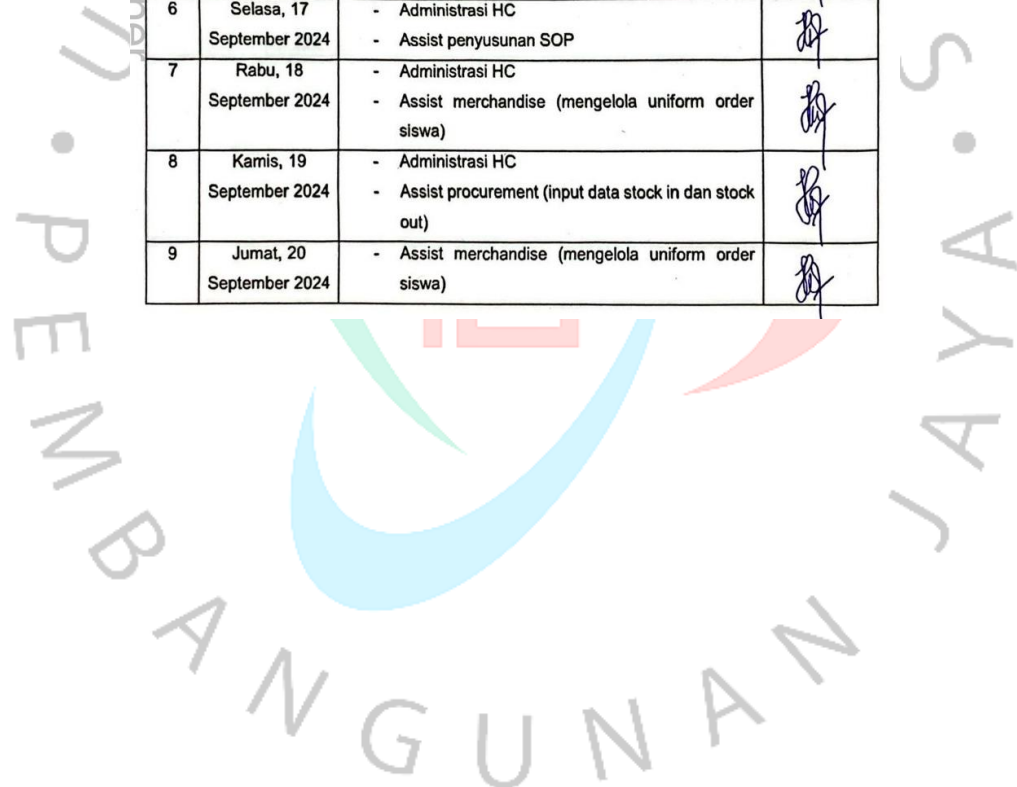 6 Selasa, 17 - Administrasi HC
September 2024 - Assist penyusunan SOP
7 Rabu, 18 - Administrasi HC
September 2024 - Assist merchandise (mengelola uniform order
siswa)
8 Kamis, 19 - Administrasi HC
September 2024 - Assist procurement (input data stock in dan stock
out)
9 Jumat, 20 - Assist merchandise (mengelola uniform order
September 2024 siswa)
PEMBANGUNAN JAYA